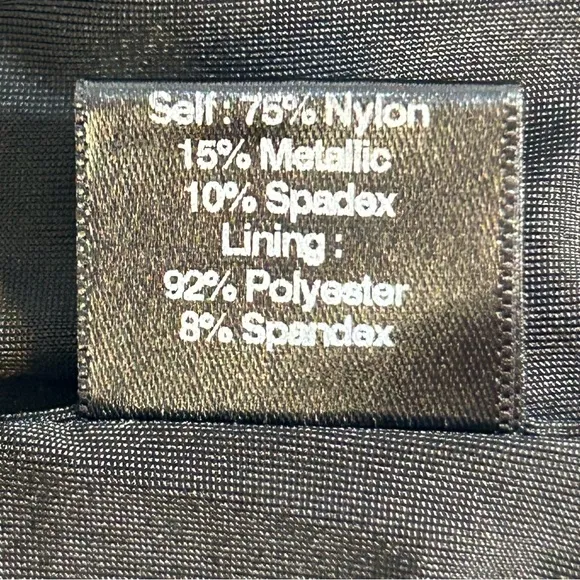 Self : 75% Nylon
15% Metallic
10% Spadex
Lining :
92% Polyester
8% Spandex